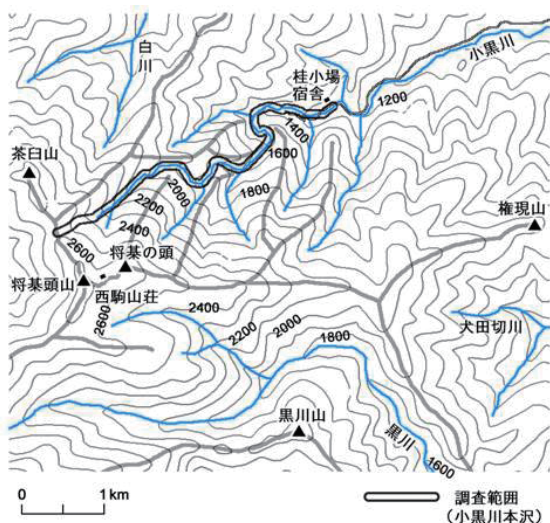 白川
小黒川
桂小場
宿舎
1200
1400
1600
茶臼山
2000
1800
2200
2400
権現山
2600
将棊の頭
将棊頭山
西駒山荘
2600
2400
2200
2000
1800
犬田切川
黒川山
黒川
1600
0 1km
調査範囲
(小黒川本沢)